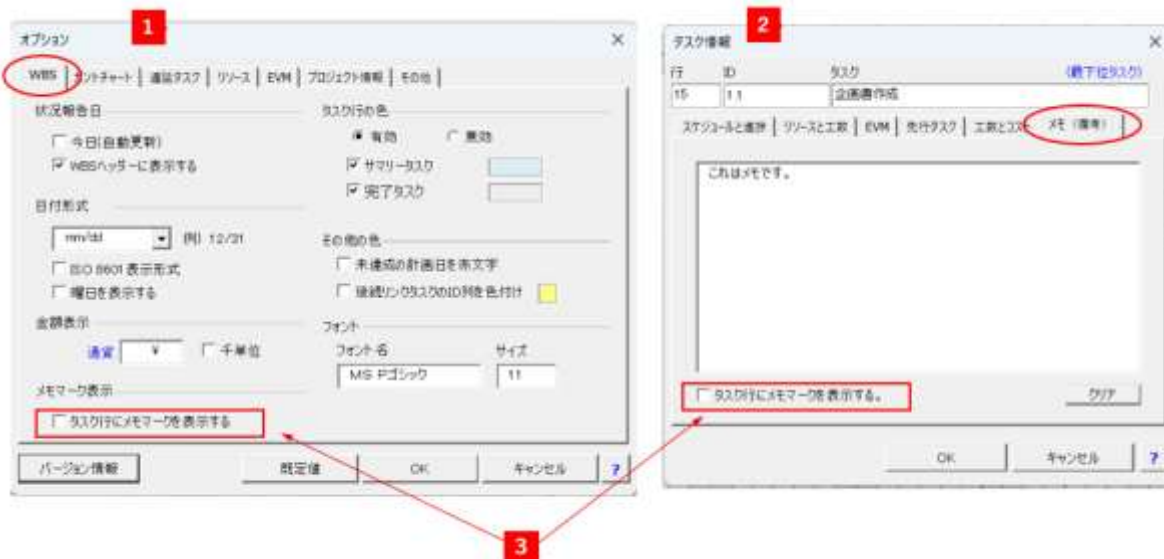 1
オプション
WBS
ガントチャート
進捗タスク
リソース
EVM
プロジェクト情報
その他
状況報告日
今日(自動更新)
WBSヘッダーに表示する
日付形式
mm/dd
例) 12/31
ISO 8601 表示形式
曜日を表示する
金額表示
通貨
¥
千単位
メモマーク表示
タスク行にメモマークを表示する
タスク行の色
有効
無効
サマリータスク
完了タスク
その他の色
未達成の計画日を赤文字
後続リンクタスクのID列を色付け
フォント
フォント名
サイズ
MS Pゴシック
11
バージョン情報
既定値
OK
キャンセル
?
2
タスク情報
行
ID
タスク
(最下位タスク)
15
1.1
企画書作成
スケジュールと進捗
リソースと工数
EVM
先行タスク
工数とコスト
メモ（備考）
これはメモです。
タスク行にメモマークを表示する。
クリア
OK
キャンセル
?
3